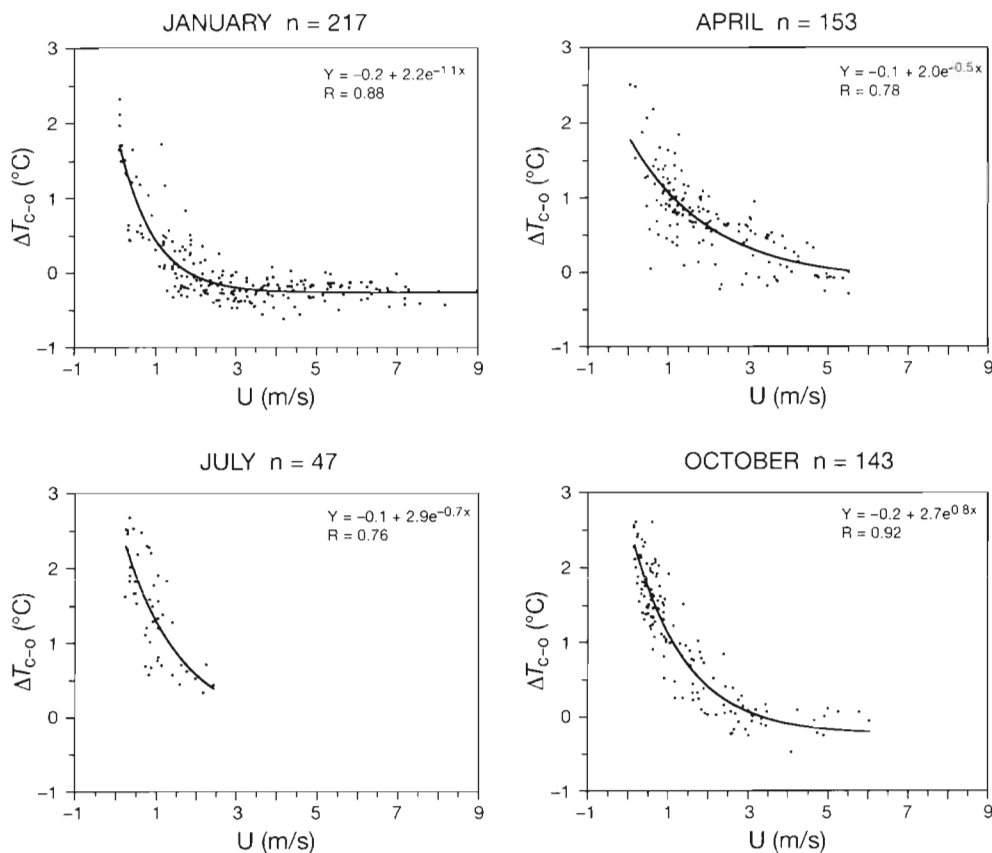 JANUARY n = 217
Y = −0.2 + 2.2e^−1 1x
R = 0.88
3
2
1
0
−1
ΔT_c−o (°C)
−1 1 3 5 7 9
U (m/s)
APRIL n = 153
Y = −0.1 + 2.0e^−0.5x
R = 0.78
3
2
1
0
−1
ΔT_c−o (°C)
−1 1 3 5 7 9
U (m/s)
JULY n = 47
Y = −0.1 + 2.9e^−0.7x
R = 0.76
3
2
1
0
−1
ΔT_c−o (°C)
−1 1 3 5 7 9
U (m/s)
OCTOBER n = 143
Y = −0.2 + 2.7e^0 8x
R = 0.92
3
2
1
0
−1
ΔT_c−o (°C)
−1 1 3 5 7 9
U (m/s)